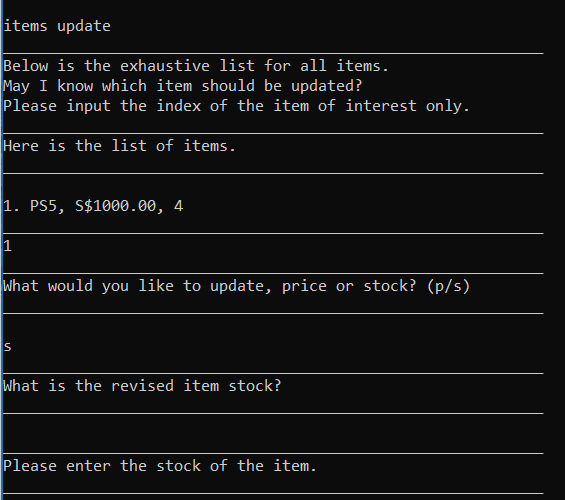 items update
Below is the exhaustive list for all items.
May I know which item should be updated?
Please input the index of the item of interest only.
Here is the list of items.
1. PS5, S$1000.00, 4
1
What would you like to update, price or stock? (p/s)
s
What is the revised item stock?
Please enter the stock of the item.